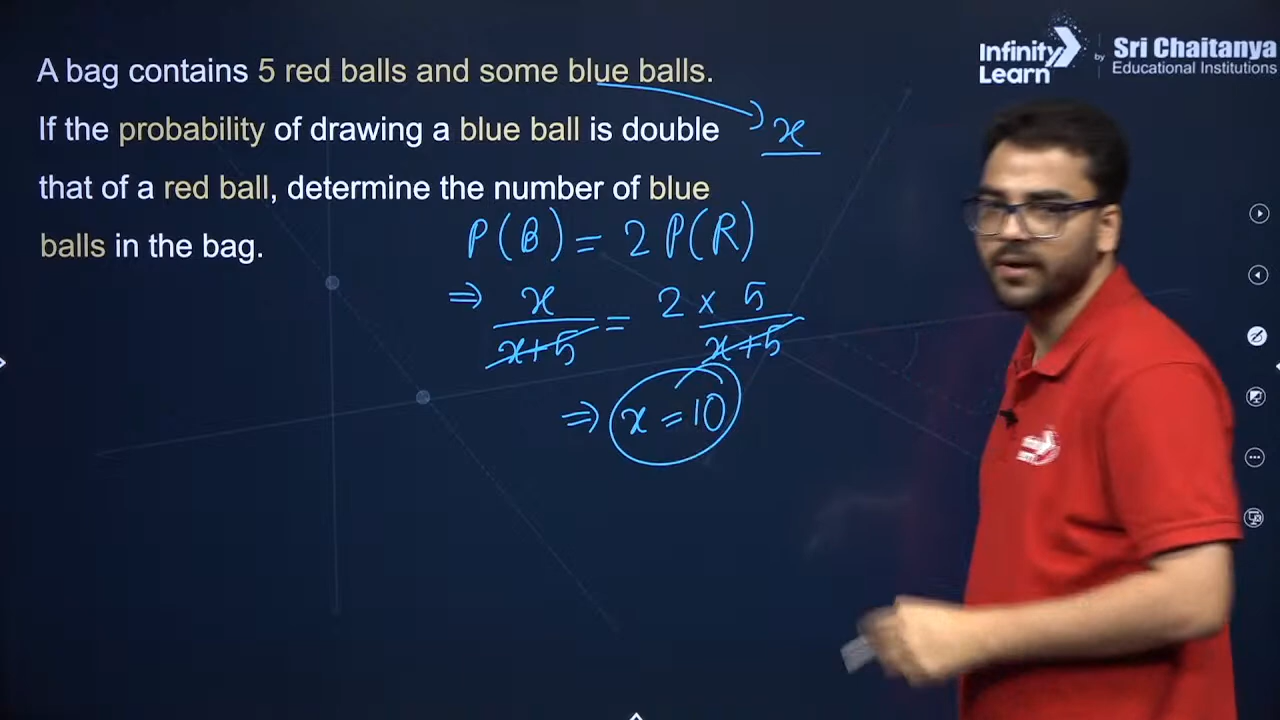 A bag contains 5 red balls and some blue balls.
If the probability of drawing a blue ball is double
that of a red ball, determine the number of blue
balls in the bag.
x
P(B) = 2 P(R)
⇒ x/(x+5) = 2 × 5/(x+5)
⇒ x = 10
Infinity Learn
by
Sri Chaitanya
Educational Institutions